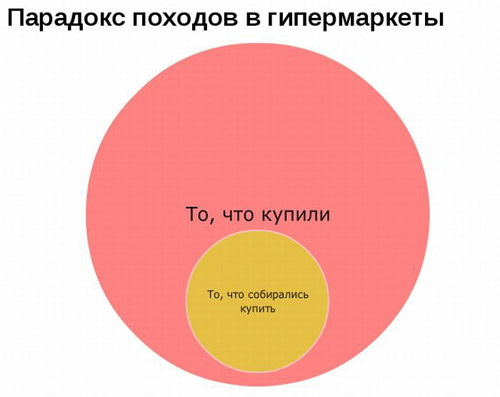 Парадокс походов в гипермаркеты
То, что купили
То, что собирались
купить